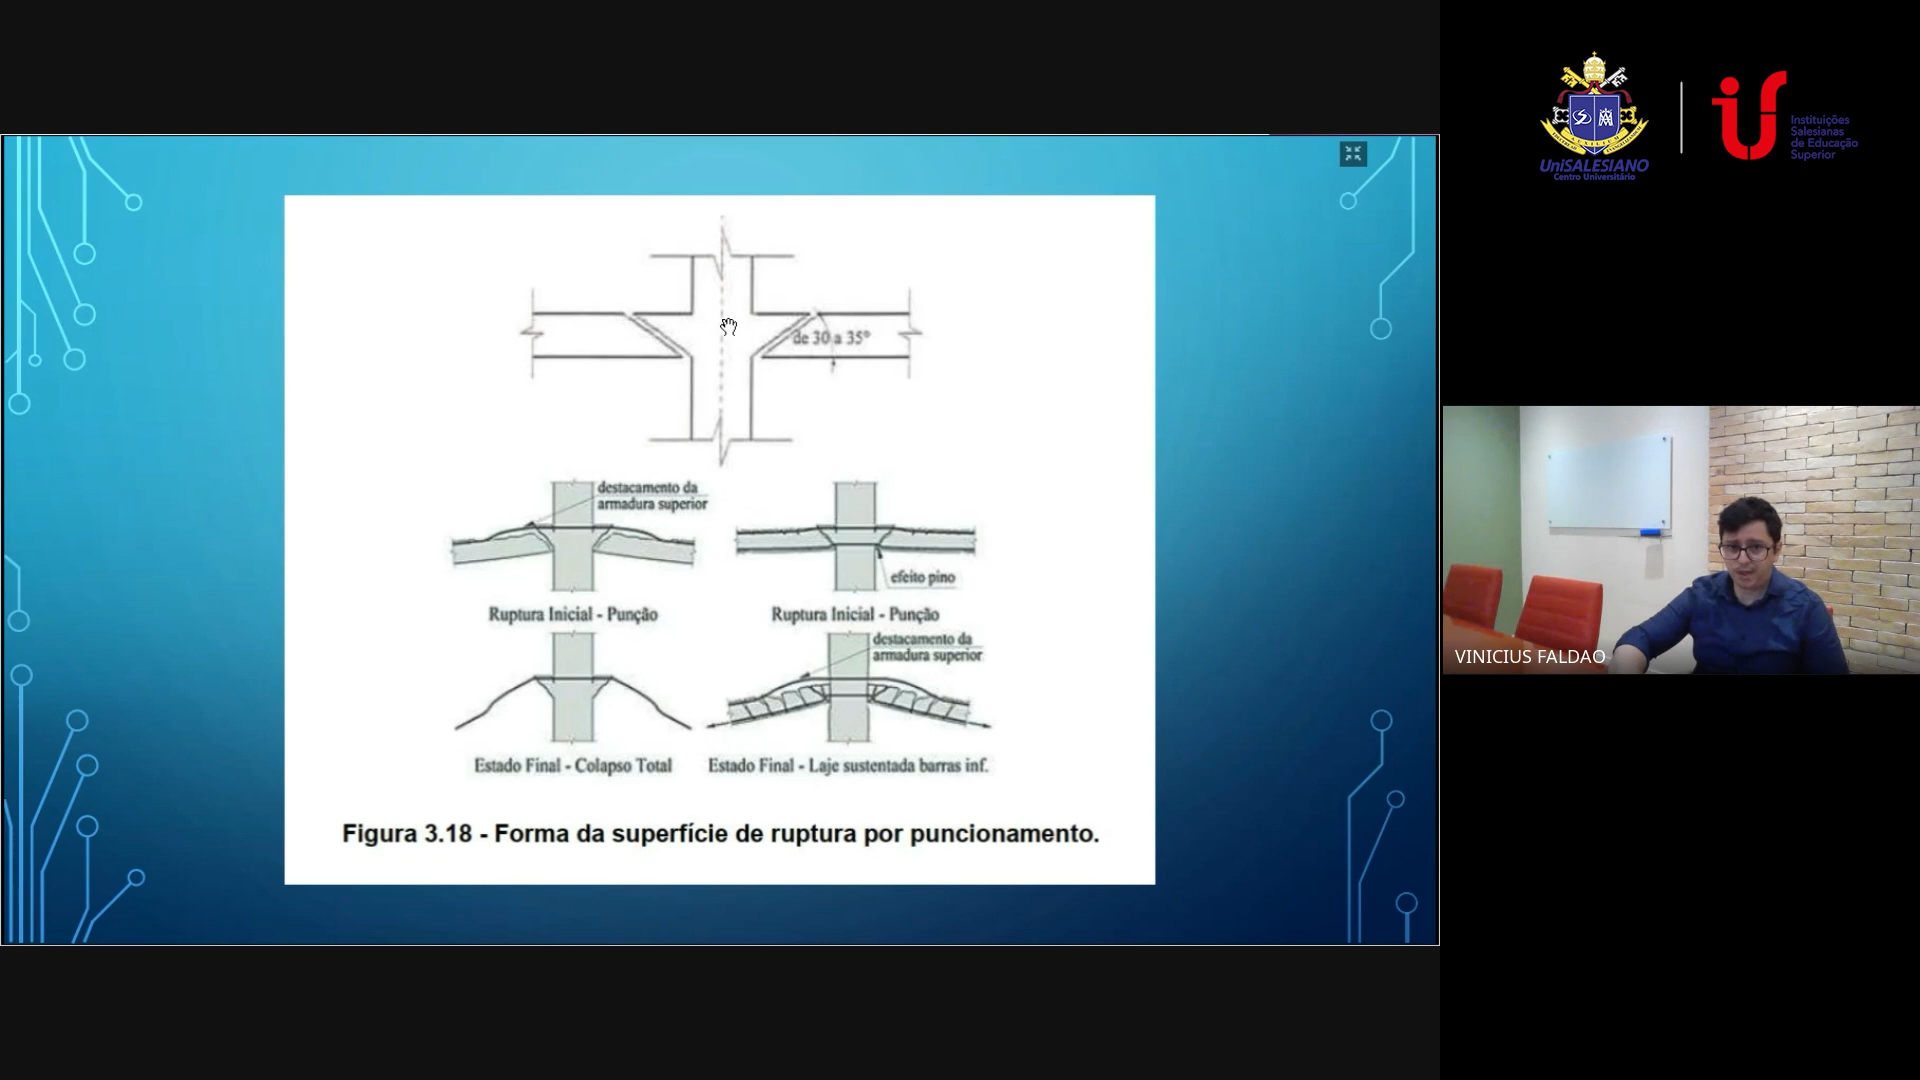 de 30 a 35º
destacamento da
armadura superior
efeito pino
Ruptura Inicial - Punção
Ruptura Inicial - Punção
destacamento da
armadura superior
Estado Final - Colapso Total
Estado Final - Laje sustentada barras inf.
Figura 3.18 - Forma da superfície de ruptura por puncionamento.
UniSALESIANO
Centro Universitário
Instituições
Salesianas
de Educação
Superior
VINICIUS FALDAO